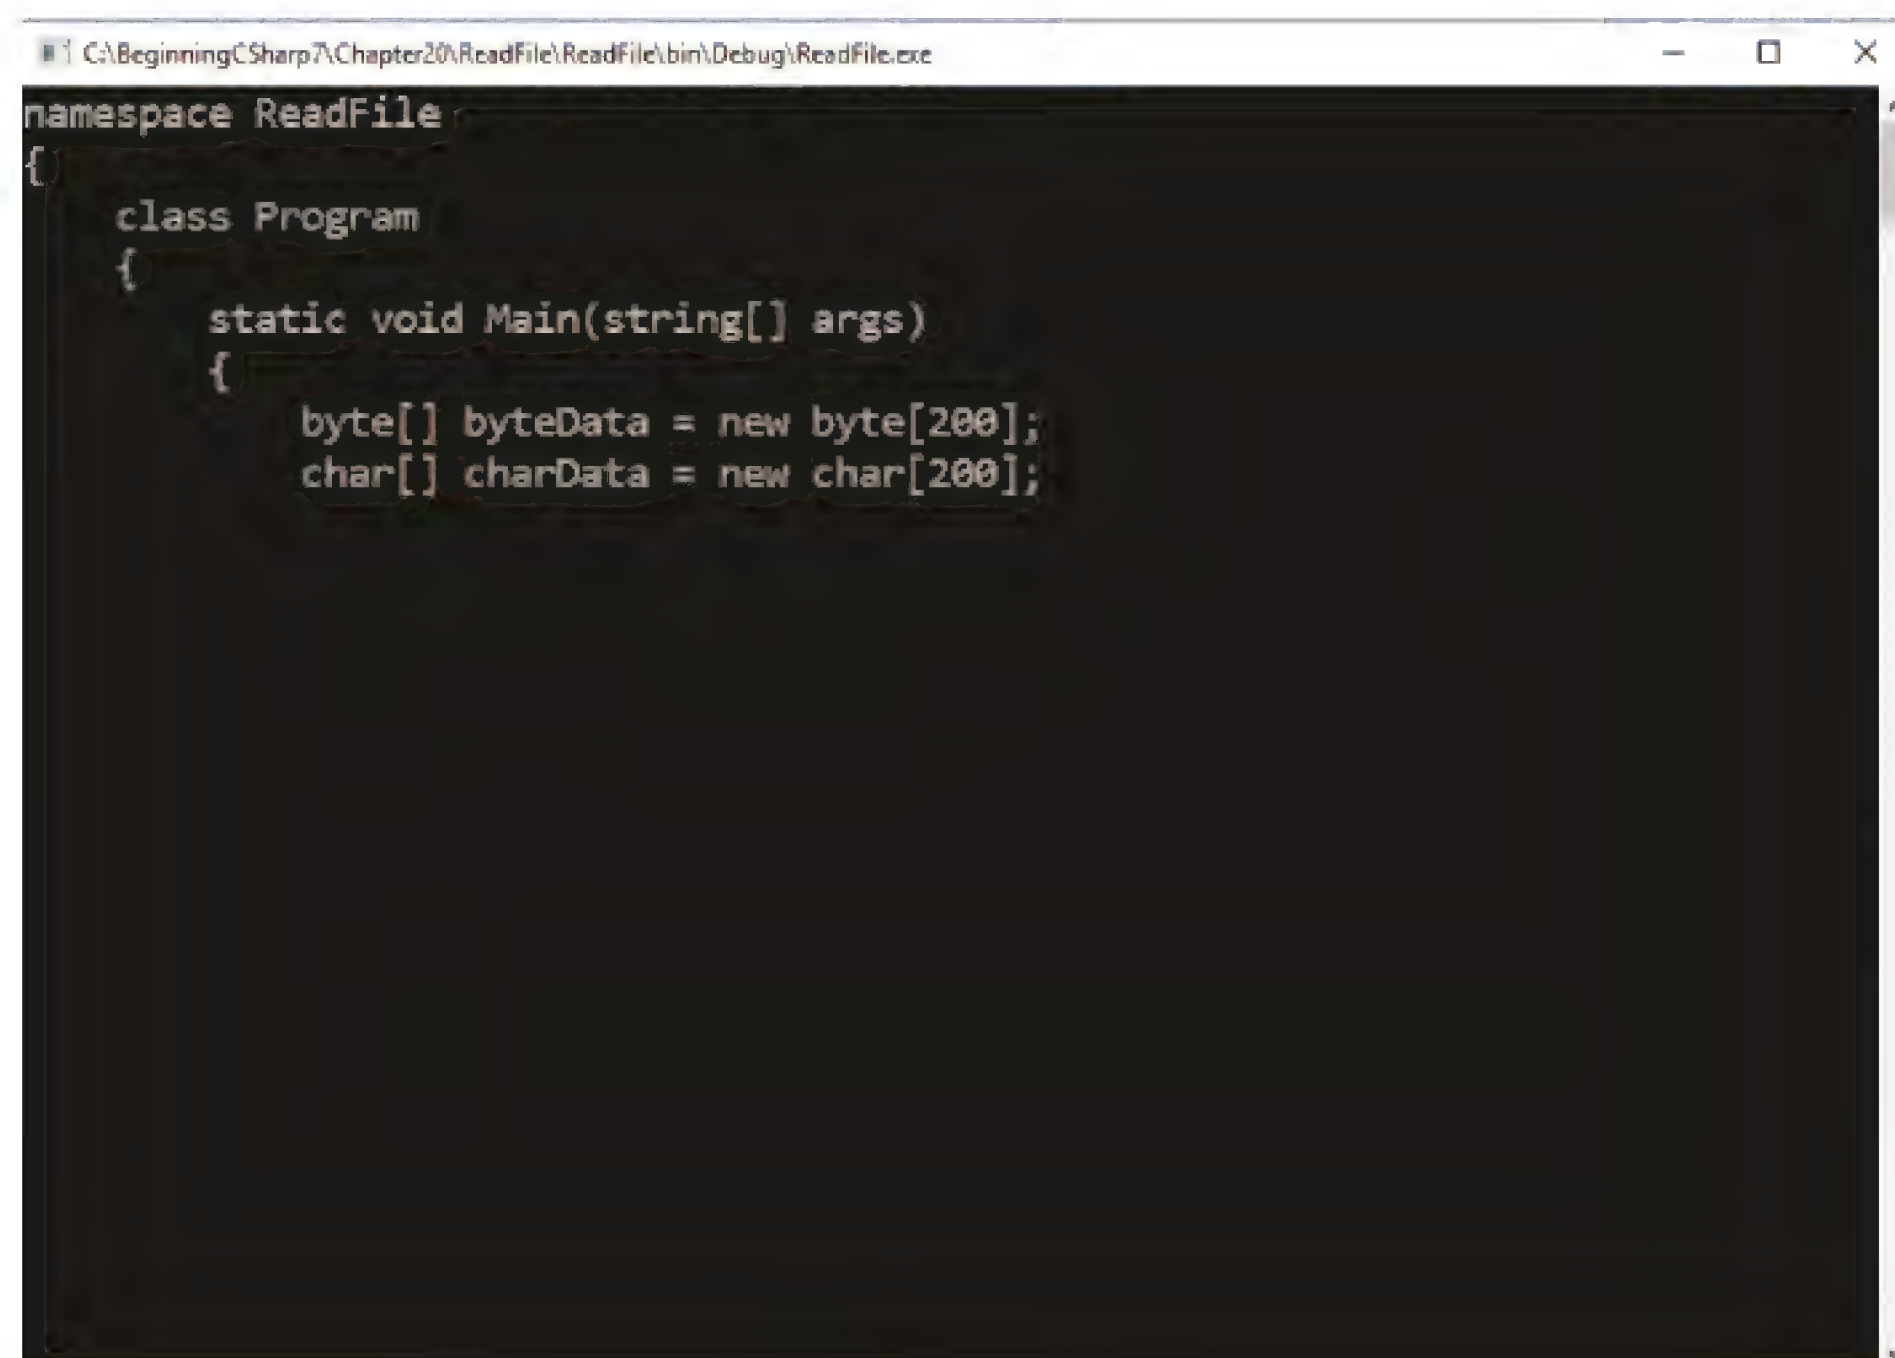 C:\BeginningCSharp7\Chapter20\ReadFile\ReadFile\bin\Debug\ReadFile.exe
namespace ReadFile
{
    class Program
    {
        static void Main(string[] args)
        {
            byte[] byteData = new byte[200];
            char[] charData = new char[200];